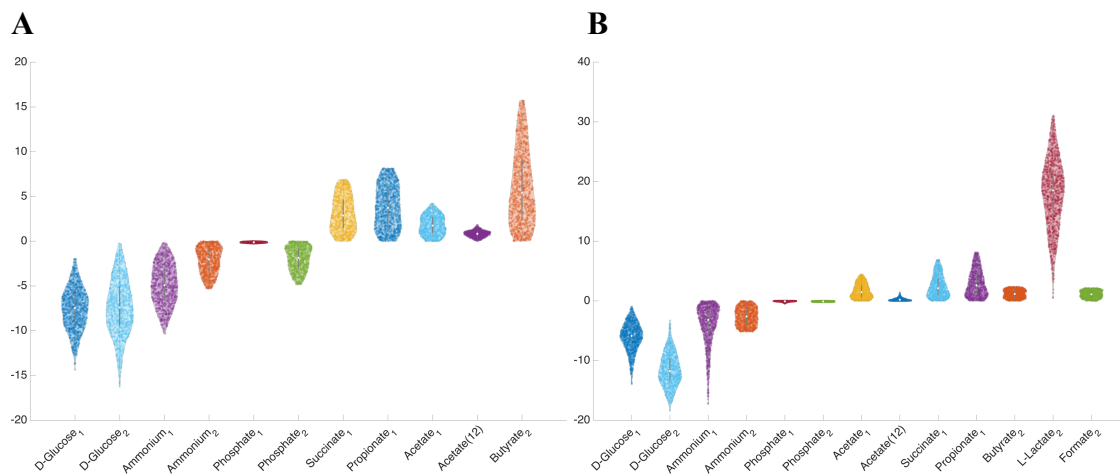 A
B
20
15
10
5
0
-5
-10
-15
-20
D-Glucose1
D-Glucose2
Ammonium1
Ammonium2
Phosphate1
Phosphate2
Succinate1
Propionate1
Acetate1
Acetate(12)
Butyrate2
40
30
20
10
0
-10
-20
D-Glucose1
D-Glucose2
Ammonium1
Ammonium2
Phosphate1
Phosphate2
Acetate1
Acetate(12)
Succinate1
Propionate1
Butyrate2
L-Lactate2
Formate2